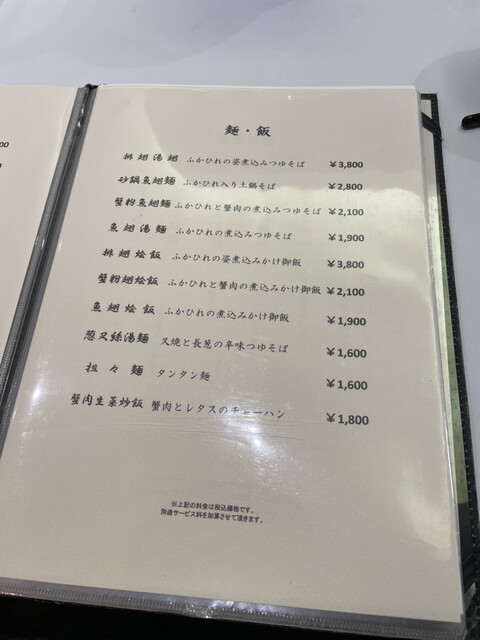 麺・飯
排翅湯翅 ふかひれの姿煮込みつゆそば ￥3,800
砂鍋魚翅麺 ふかひれ入り土鍋そば ￥2,800
蟹粉魚翅麺 ふかひれと蟹肉の煮込みつゆそば ￥2,100
魚翅湯麺 ふかひれの煮込みつゆそば ￥1,900
排翅烩飯 ふかひれの姿煮込みかけ御飯 ￥3,800
蟹粉翅烩飯 ふかひれと蟹肉の煮込みかけ御飯 ￥2,100
魚翅烩飯 ふかひれの煮込みかけ御飯 ￥1,900
葱叉絲湯麺 叉焼と長葱の辛味つゆそば ￥1,600
担々麺 タンタン麺 ￥1,600
蟹肉生菜炒飯 蟹肉とレタスのチャーハン ￥1,800
※上記の料金は税込価格です。
別途サービス料を加算させて頂きます。